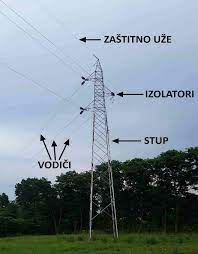 ZAŠTITNO UŽE
IZOLATORI
STUP
VODIČI